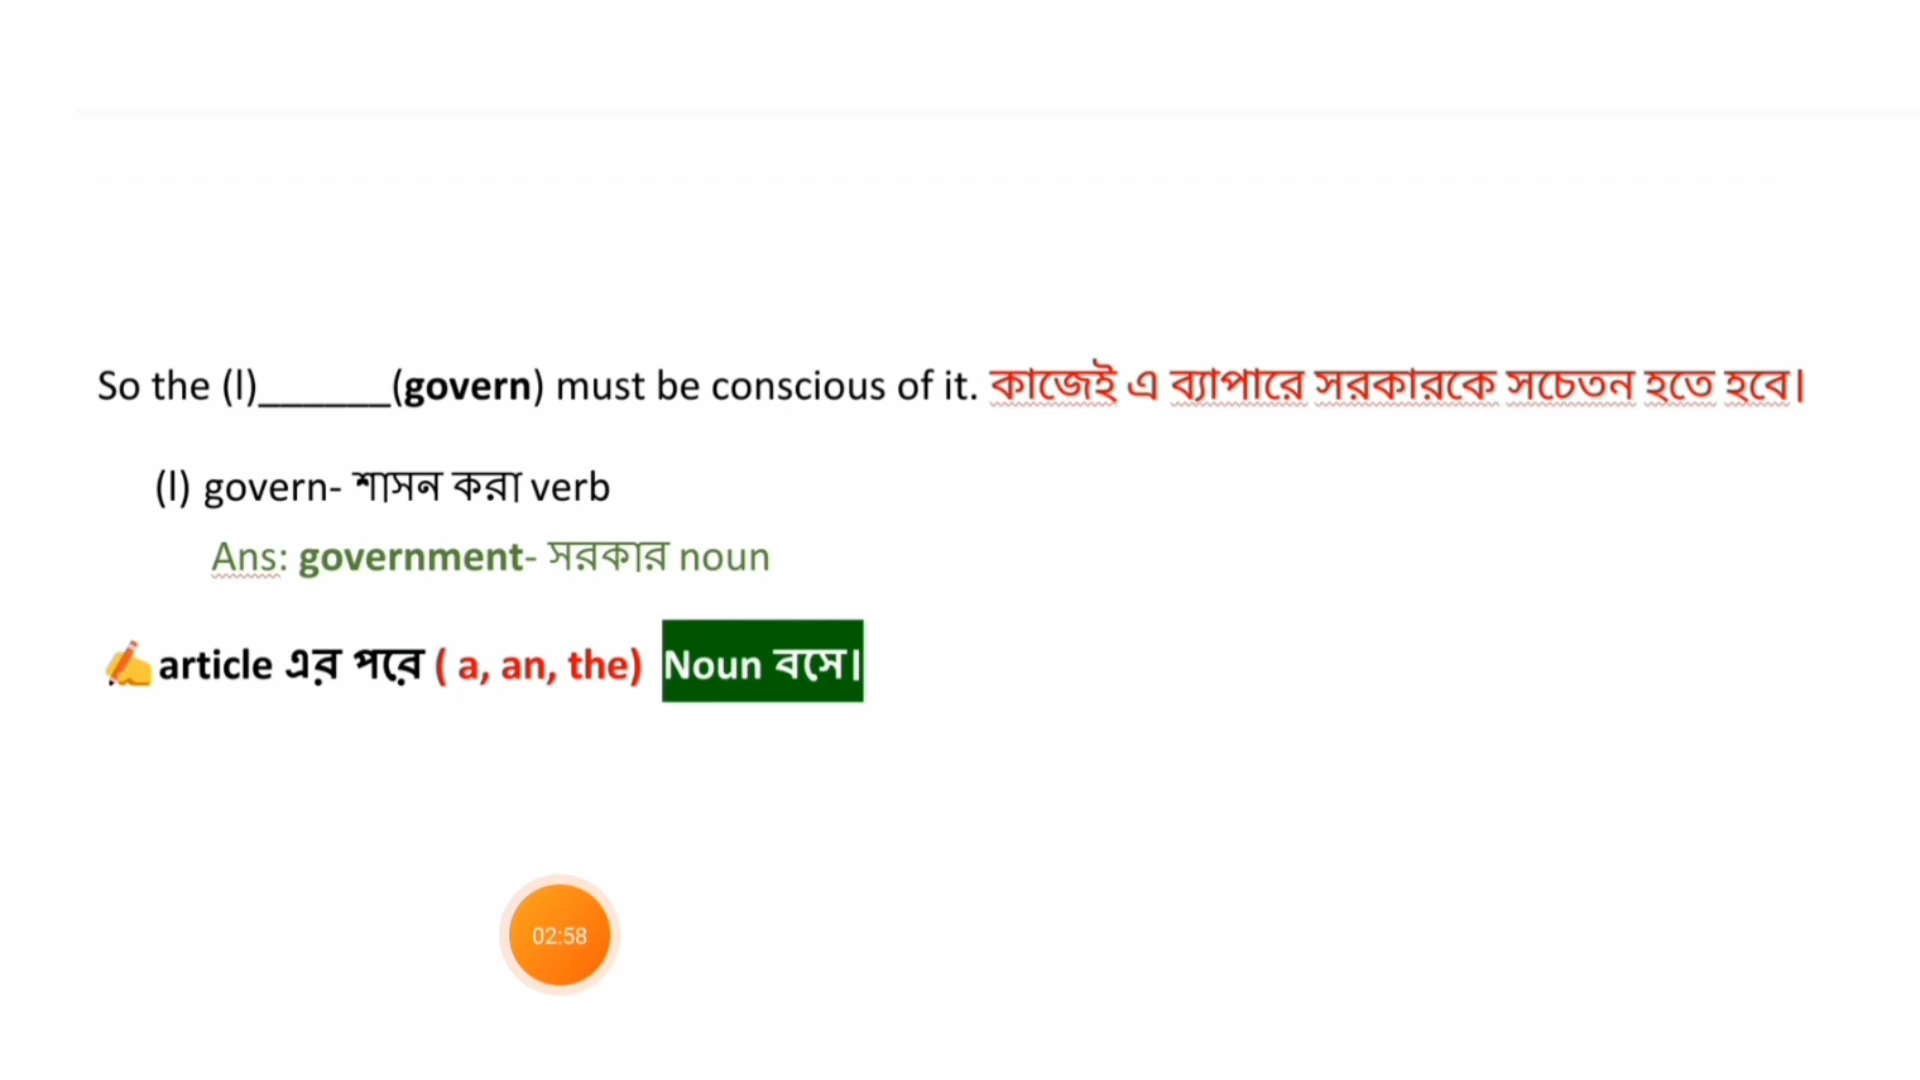 So the (I)______(govern) must be conscious of it. কাজেই এ ব্যাপারে সরকারকে সচেতন হতে হবে।
(I) govern- শাসন করা verb
Ans: government- সরকার noun
✍article এর পরে ( a, an, the) Noun বসে।
02:58